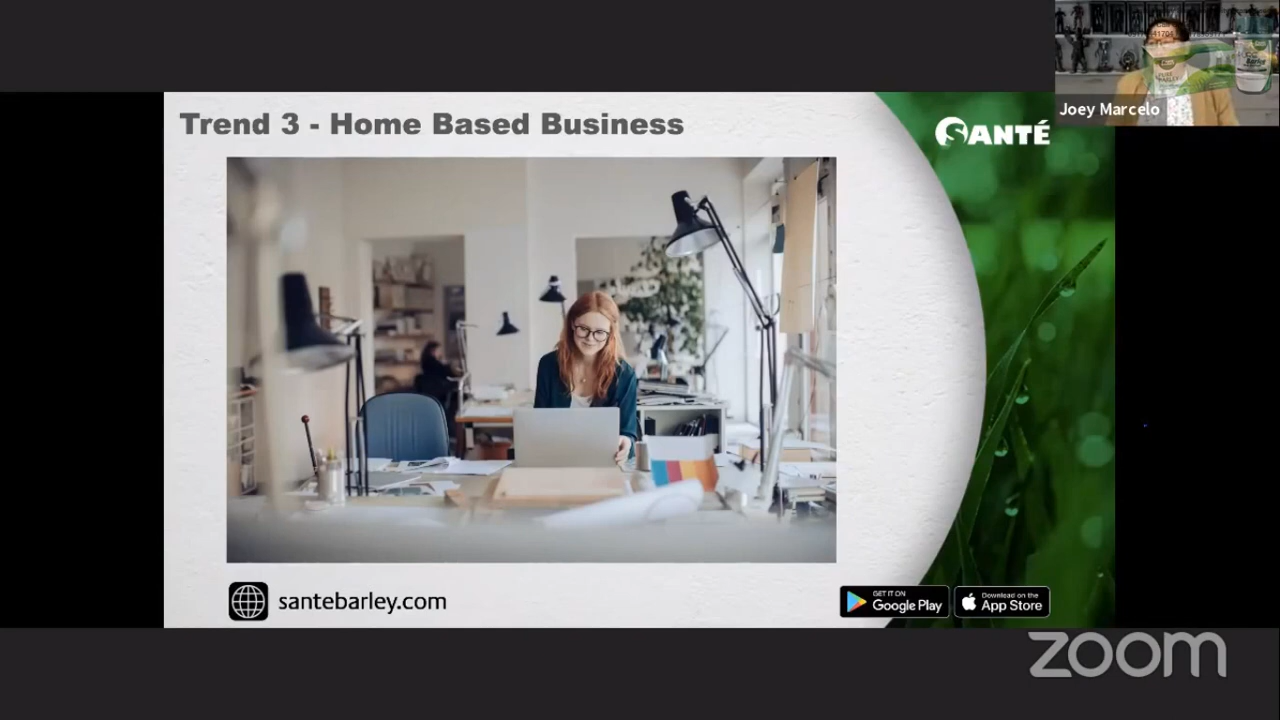 Trend 3 - Home Based Business
SANTÉ
Joey Marcelo
santebarley.com
GET IT ON
Google Play
Download on the
App Store
zoom